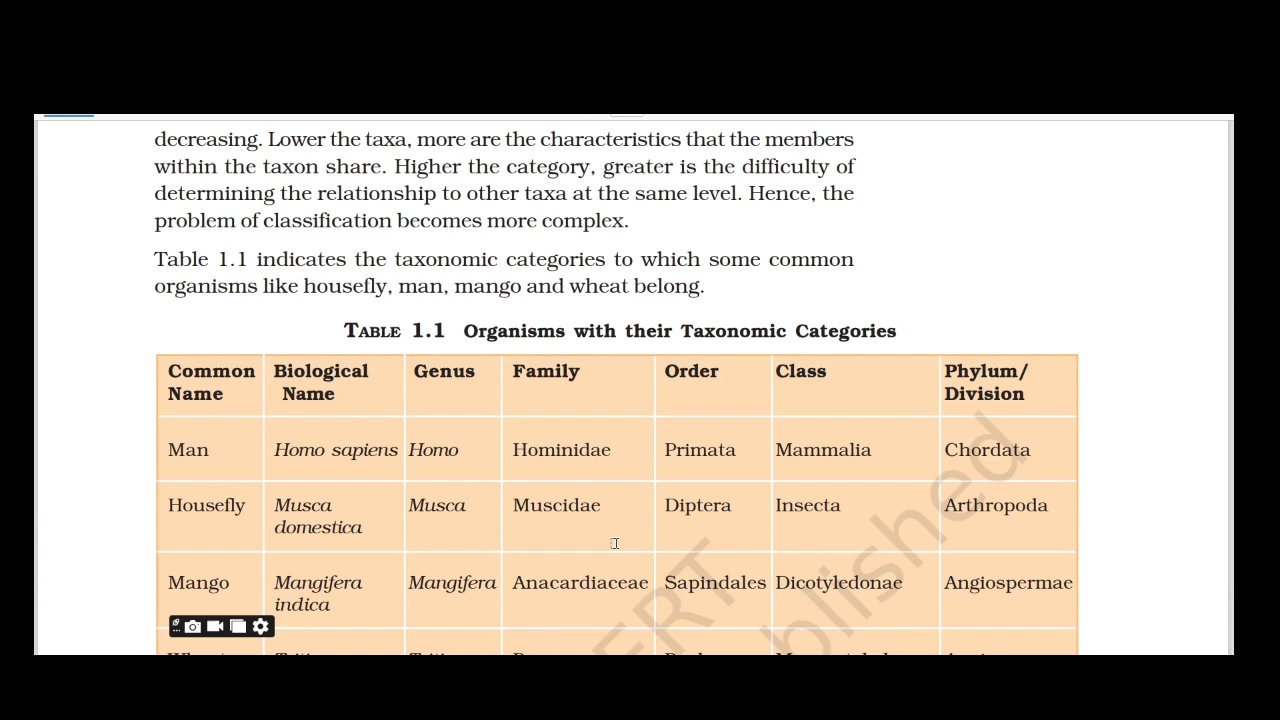 decreasing. Lower the taxa, more are the characteristics that the members
within the taxon share. Higher the category, greater is the difficulty of
determining the relationship to other taxa at the same level. Hence, the
problem of classification becomes more complex.
Table 1.1 indicates the taxonomic categories to which some common
organisms like housefly, man, mango and wheat belong.
TABLE 1.1 Organisms with their Taxonomic Categories
Common Name Biological Name Genus Family Order Class Phylum/ Division
Man Homo sapiens Homo Hominidae Primata Mammalia Chordata
Housefly Musca domestica Musca Muscidae Diptera Insecta Arthropoda
Mango Mangifera indica Mangifera Anacardiaceae Sapindales Dicotyledonae Angiospermae